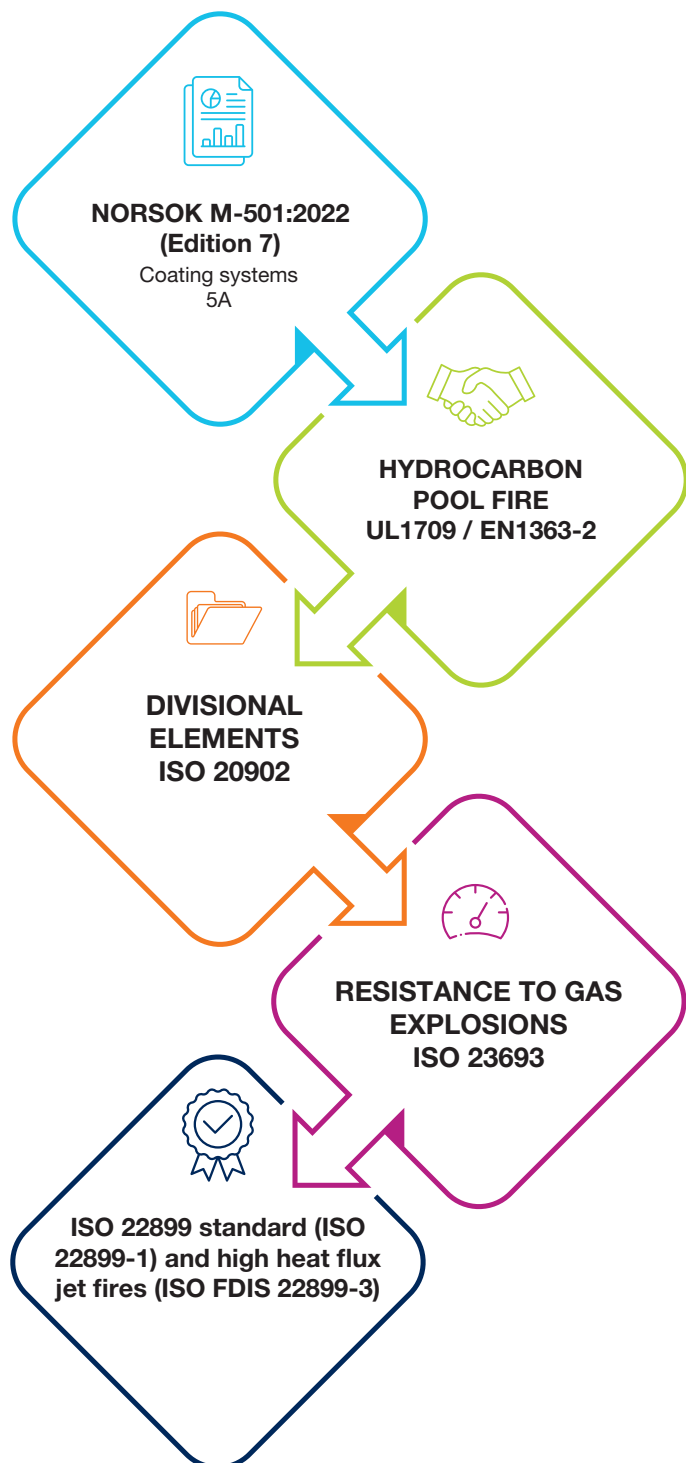 NORSOK M-501:2022
(Edition 7)
Coating systems
5A
HYDROCARBON
POOL FIRE
UL1709 / EN1363-2
DIVISIONAL
ELEMENTS
ISO 20902
RESISTANCE TO GAS
EXPLOSIONS
ISO 23693
ISO 22899 standard (ISO
22899-1) and high heat flux
jet fires (ISO FDIS 22899-3)